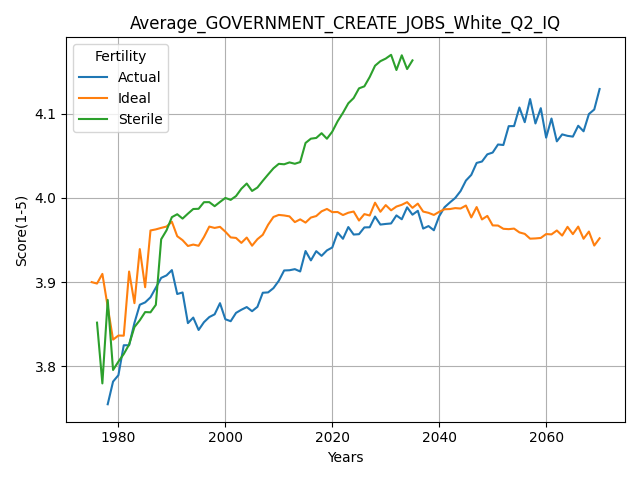 Average_GOVERNMENT_CREATE_JOBS_White_Q2_IQ
Fertility
Actual
Ideal
Sterile
Score(1-5)
4.1
4.0
3.9
3.8
1980 2000 2020 2040 2060
Years